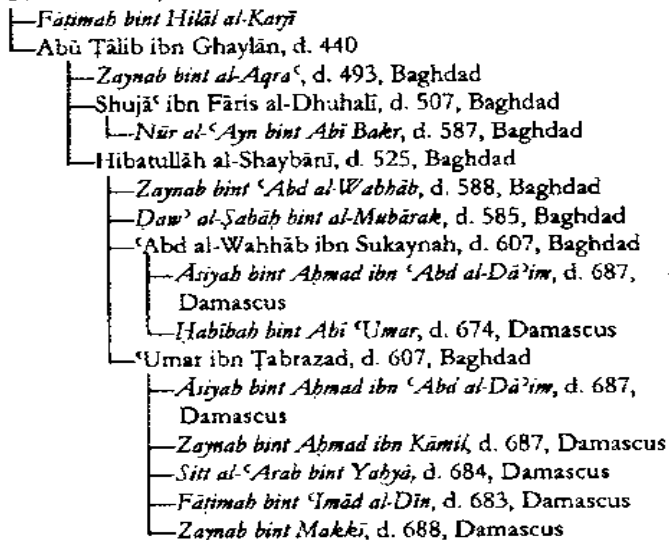 Fāṭimah bint Hilāl al-Karjī
Abū Ṭālib ibn Ghaylān, d. 440
Zaynab bint al-Aqraʿ, d. 493, Baghdad
Shujāʿ ibn Fāris al-Dhuhalī, d. 507, Baghdad
Nūr al-ʿAyn bint Abī Bakr, d. 587, Baghdad
Hibatullāh al-Shaybānī, d. 525, Baghdad
Zaynab bint ʿAbd al-Wahhāb, d. 588, Baghdad
Ḍawʾ al-Ṣabāḥ bint al-Mubārak, d. 585, Baghdad
ʿAbd al-Wahhāb ibn Sukaynah, d. 607, Baghdad
Āsiyah bint Aḥmad ibn ʿAbd al-Dāʾim, d. 687,
Damascus
Ḥabībah bint Abī ʿUmar, d. 674, Damascus
ʿUmar ibn Ṭabrazad, d. 607, Baghdad
Āsiyah bint Aḥmad ibn ʿAbd al-Dāʾim, d. 687,
Damascus
Zaynab bint Aḥmad ibn Kāmil, d. 687, Damascus
Sitt al-ʿArab bint Yaḥyā, d. 684, Damascus
Fāṭimah bint ʿImād al-Dīn, d. 683, Damascus
Zaynab bint Makkī, d. 688, Damascus